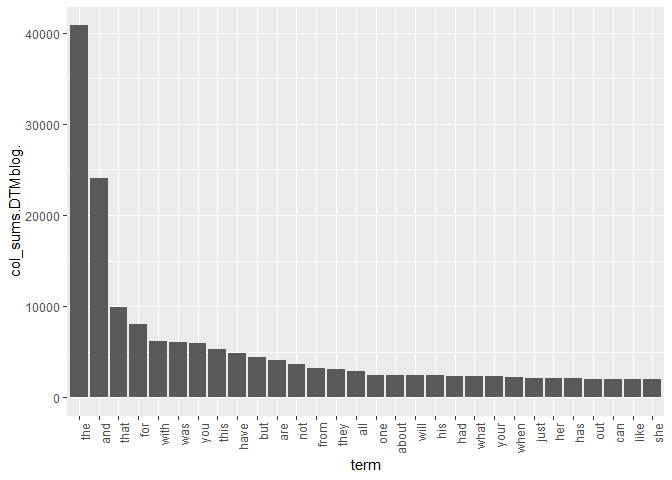 40000
30000
20000
10000
0
col_sums.DTMblog.
the and that for with was you this have but are not from they all one about will his had what your when just her has out can like she
term